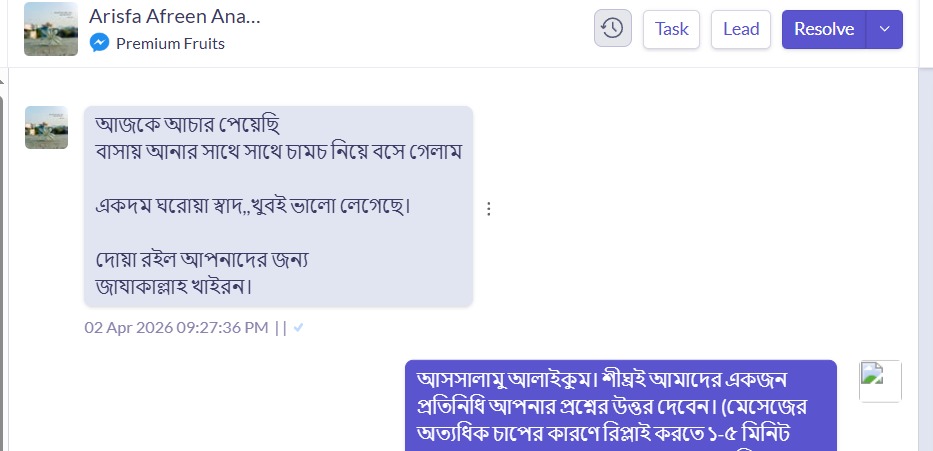 Arisfa Afreen Ana...
Premium Fruits
Task
Lead
Resolve
আজকে আচার পেয়েছি
বাসায় আনার সাথে সাথে চামচ নিয়ে বসে গেলাম
একদম ঘরোয়া স্বাদ,,খুবই ভালো লেগেছে।
দোয়া রইল আপনাদের জন্য
জাযাকাল্লাহ খাইরন।
02 Apr 2026 09:27:36 PM ||
আসসালামু আলাইকুম। শীঘ্রই আমাদের একজন
প্রতিনিধি আপনার প্রশ্নের উত্তর দেবেন। (মেসেজের
অত্যধিক চাপের কারণে রিপ্লাই করতে ১-৫ মিনিট